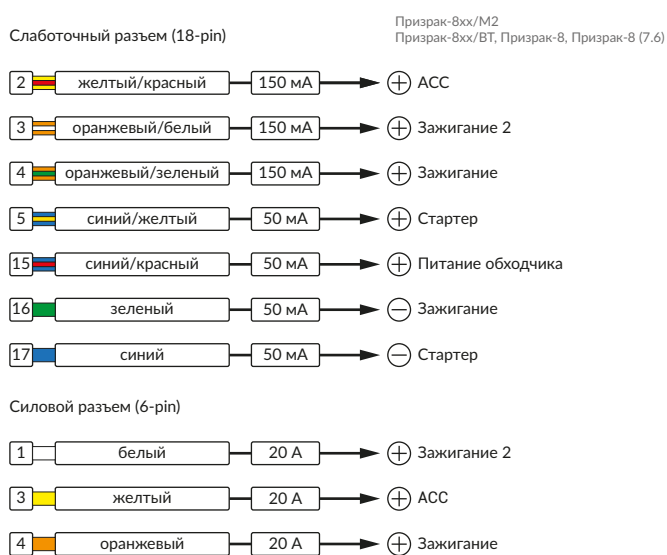 Слаботочный разъем (18-pin)
Призрак-8xx/M2
Призрак-8xx/BT, Призрак-8, Призрак-8 (7.6)
2 желтый/красный 150 мА ACC
3 оранжевый/белый 150 мА Зажигание 2
4 оранжевый/зеленый 150 мА Зажигание
5 синий/желтый 50 мА Стартер
15 синий/красный 50 мА Питание обходчика
16 зеленый 50 мА Зажигание
17 синий 50 мА Стартер
Силовой разъем (6-pin)
1 белый 20 А Зажигание 2
3 желтый 20 А ACC
4 оранжевый 20 А Зажигание